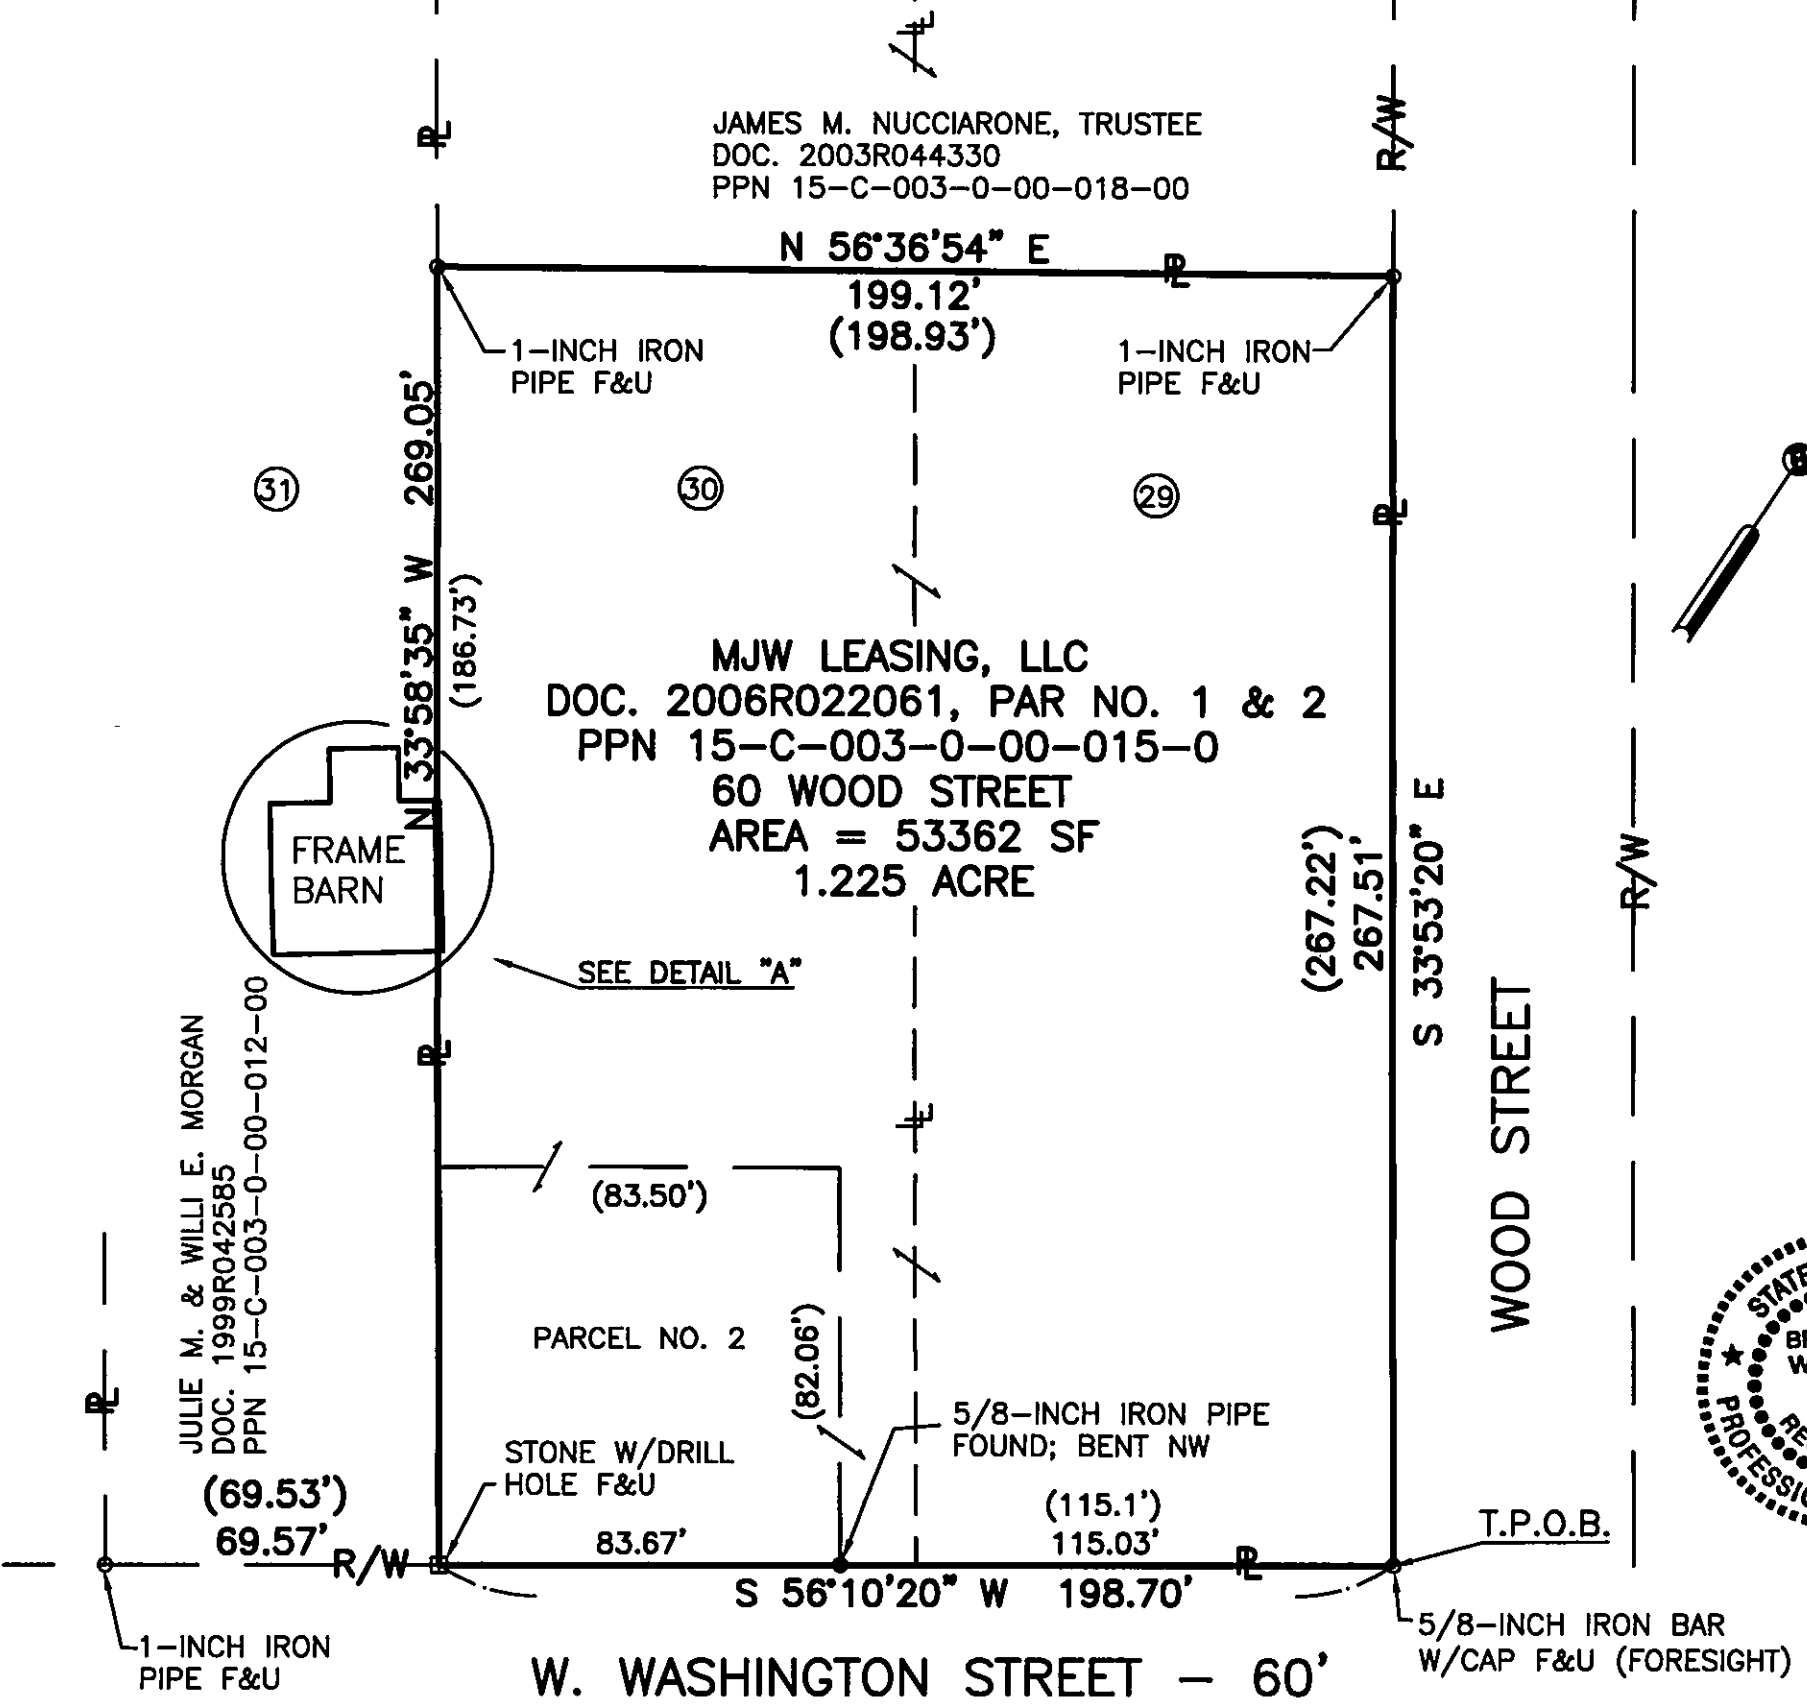 JAMES M. NUCCIARONE, TRUSTEE
DOC. 2003R044330
PPN 15-C-003-0-00-018-00
R/W
N 56°36'54" E
199.12'
(198.93')
1-INCH IRON
PIPE F&U
1-INCH IRON
PIPE F&U
31
30
29
N 33°58'35" W 269.05'
(186.73')
MJW LEASING, LLC
DOC. 2006R022061, PAR NO. 1 & 2
PPN 15-C-003-0-00-015-0
60 WOOD STREET
AREA = 53362 SF
1.225 ACRE
FRAME
BARN
SEE DETAIL "A"
(267.22')
267.51'
S 33°53'20" E
WOOD STREET
R/W
JULIE M. & WILLI E. MORGAN
DOC. 1999R042585
PPN 15-C-003-0-00-012-00
(83.50')
PARCEL NO. 2
(82.06')
5/8-INCH IRON PIPE
FOUND; BENT NW
STONE W/DRILL
HOLE F&U
(69.53')
69.57'
R/W
83.67'
(115.1')
115.03'
T.P.O.B.
S 56°10'20" W 198.70'
1-INCH IRON
PIPE F&U
5/8-INCH IRON BAR
W/CAP F&U (FORESIGHT)
W. WASHINGTON STREET - 60'
STATE